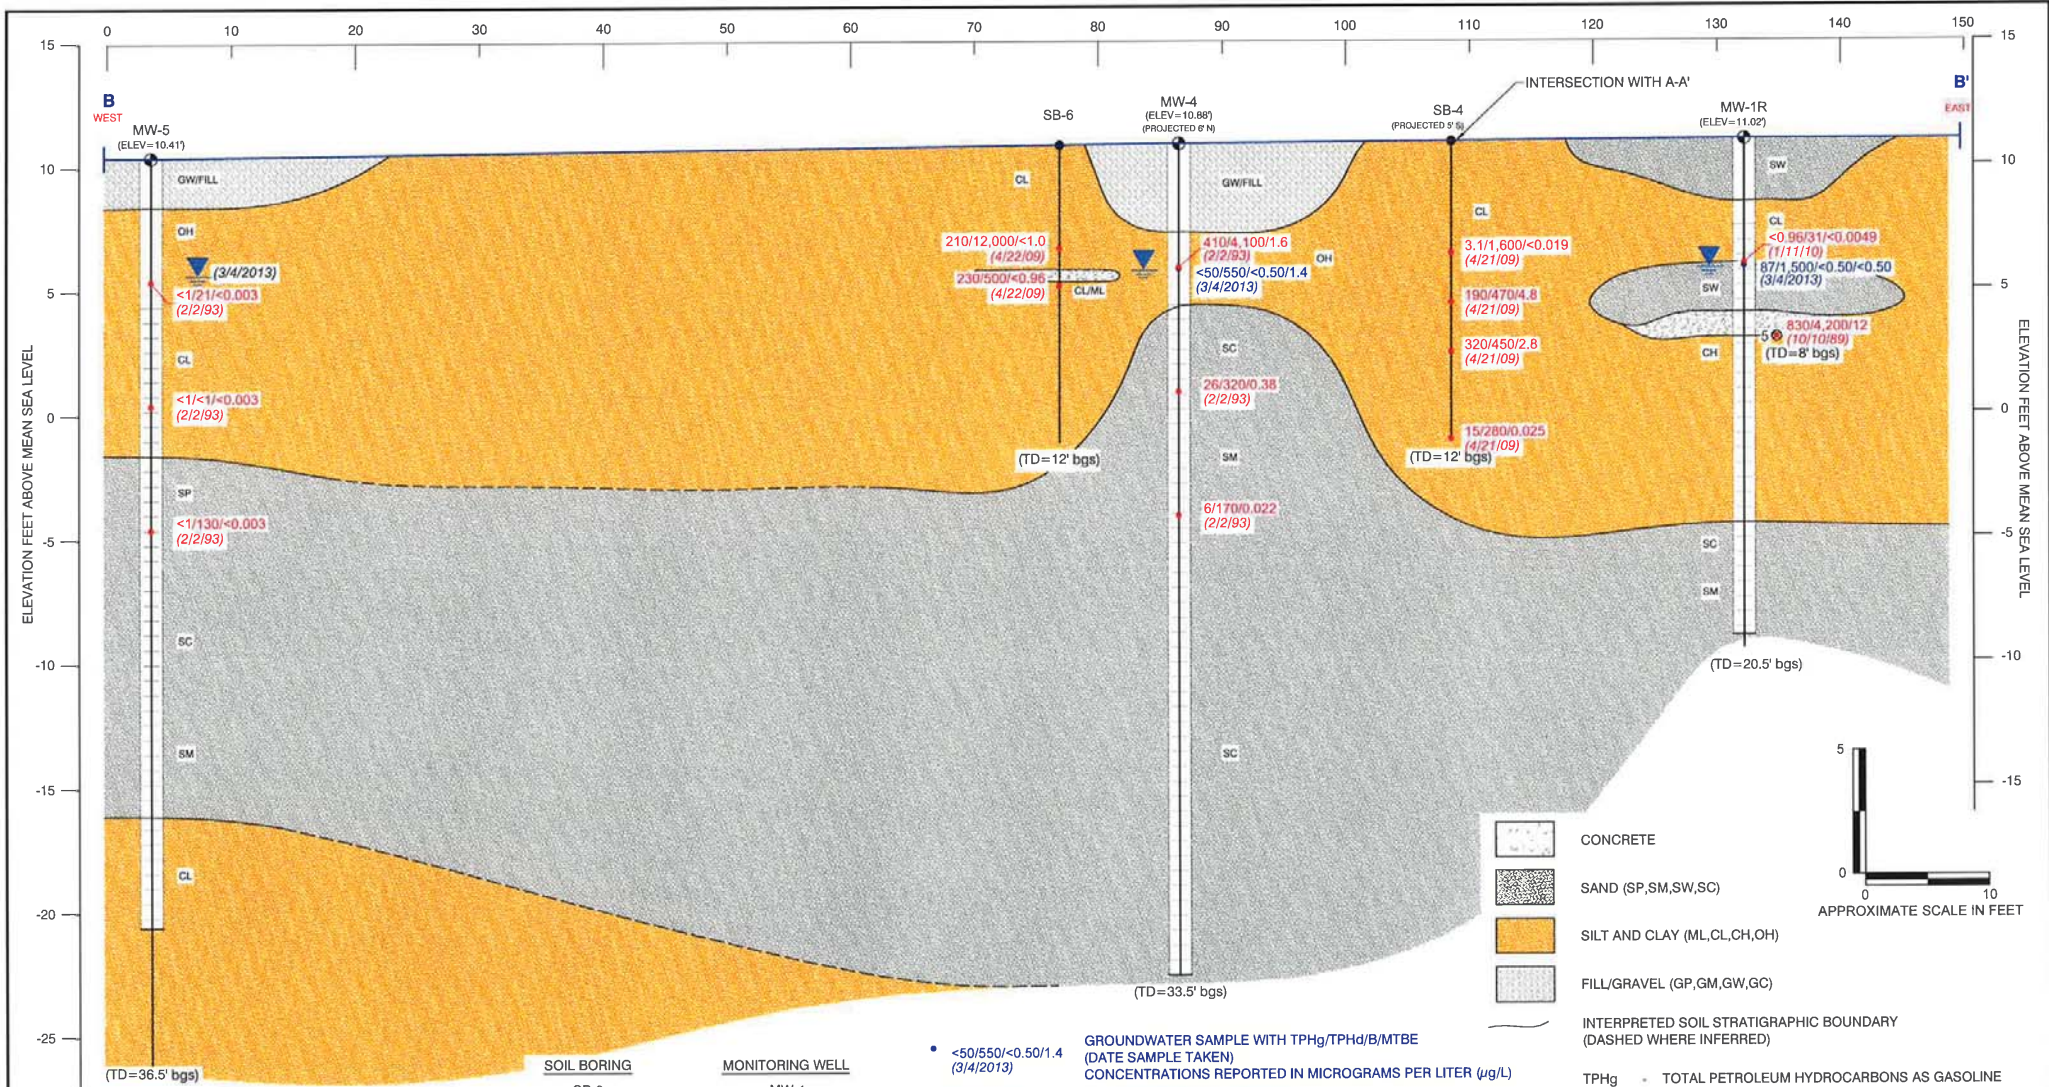 0 10 20 30 40 50 60 70 80 90 100 110 120 130 140 150
15
10
5
0
-5
-10
-15
-20
-25
ELEVATION FEET ABOVE MEAN SEA LEVEL
B
WEST
MW-5
(ELEV=10.41')
GW/FILL
OH
(3/4/2013)
<1/21/<0.003
(2/2/93)
CL
<1/<1/<0.003
(2/2/93)
SP
<1/130/<0.003
(2/2/93)
SC
SM
CL
(TD=36.5' bgs)
SB-6
CL
210/12,000/<1.0
(4/22/09)
230/500/<0.96
(4/22/09)
CL/ML
(TD=12' bgs)
MW-4
(ELEV=10.88')
(PROJECTED 6' N)
GW/FILL
410/4,100/1.6
(2/2/93)
OH
<50/550/<0.50/1.4
(3/4/2013)
SC
26/320/0.38
(2/2/93)
SM
6/170/0.022
(2/2/93)
SC
(TD=33.5' bgs)
INTERSECTION WITH A-A'
SB-4
(PROJECTED 5' S)
CL
3.1/1,600/<0.019
(4/21/09)
190/470/4.8
(4/21/09)
320/450/2.8
(4/21/09)
15/280/0.025
(4/21/09)
(TD=12' bgs)
MW-1R
(ELEV=11.02')
SW
CL
<0.96/31/<0.0049
(1/11/10)
87/1,500/<0.50/<0.50
(3/4/2013)
SW
830/4,200/12
5
(10/10/89)
(TD=8' bgs)
CH
SC
SM
(TD=20.5' bgs)
B'
EAST
15
10
5
0
-5
-10
-15
ELEVATION FEET ABOVE MEAN SEA LEVEL
5
0
0 10
APPROXIMATE SCALE IN FEET
CONCRETE
SAND (SP,SM,SW,SC)
SILT AND CLAY (ML,CL,CH,OH)
FILL/GRAVEL (GP,GM,GW,GC)
INTERPRETED SOIL STRATIGRAPHIC BOUNDARY
(DASHED WHERE INFERRED)
TPHg - TOTAL PETROLEUM HYDROCARBONS AS GASOLINE
SOIL BORING
MONITORING WELL
<50/550/<0.50/1.4
(3/4/2013)
GROUNDWATER SAMPLE WITH TPHg/TPHd/B/MTBE
(DATE SAMPLE TAKEN)
CONCENTRATIONS REPORTED IN MICROGRAMS PER LITER (µg/L)